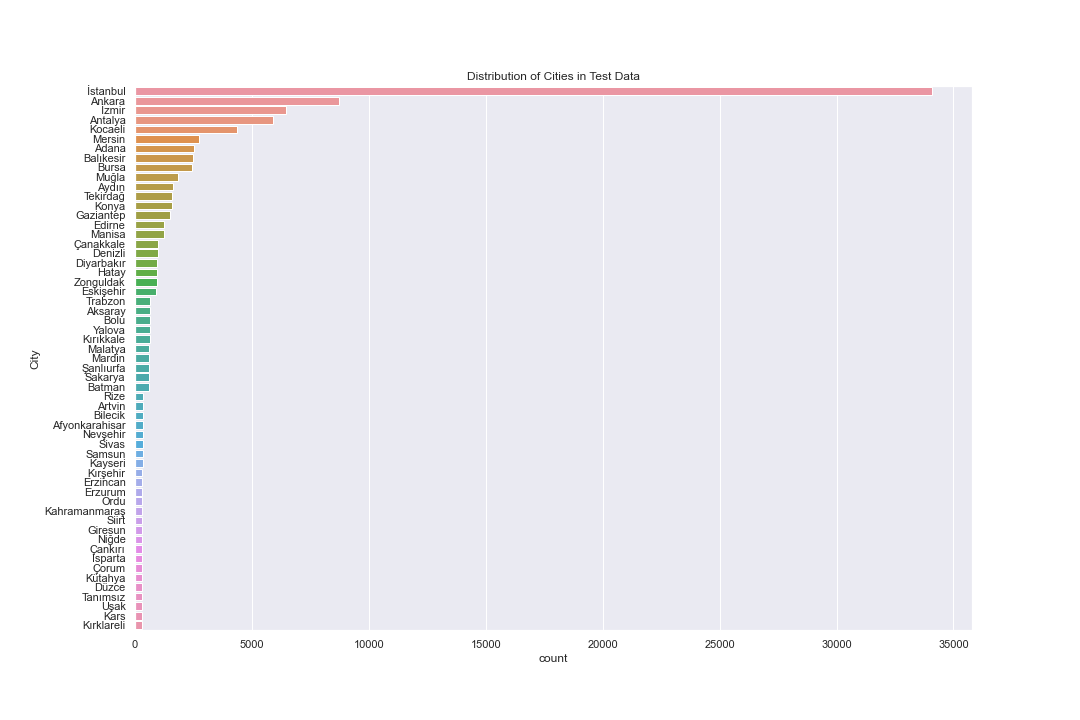 Distribution of Cities in Test Data
İstanbul
Ankara
İzmir
Antalya
Kocaeli
Mersin
Adana
Balıkesir
Bursa
Muğla
Aydın
Tekirdağ
Konya
Gaziantep
Edirne
Manisa
Çanakkale
Denizli
Diyarbakır
Hatay
Zonguldak
Eskişehir
Trabzon
Aksaray
Bolu
Yalova
Kırıkkale
Malatya
Mardin
Şanlıurfa
Sakarya
Batman
Rize
Artvin
Bilecik
Afyonkarahisar
Nevşehir
Sivas
Samsun
Kayseri
Kırşehir
Erzincan
Erzurum
Ordu
Kahramanmaraş
Siirt
Giresun
Niğde
Çankırı
Isparta
Çorum
Kütahya
Düzce
Tanımsız
Uşak
Kars
Kırklareli
City
0 5000 10000 15000 20000 25000 30000 35000
count